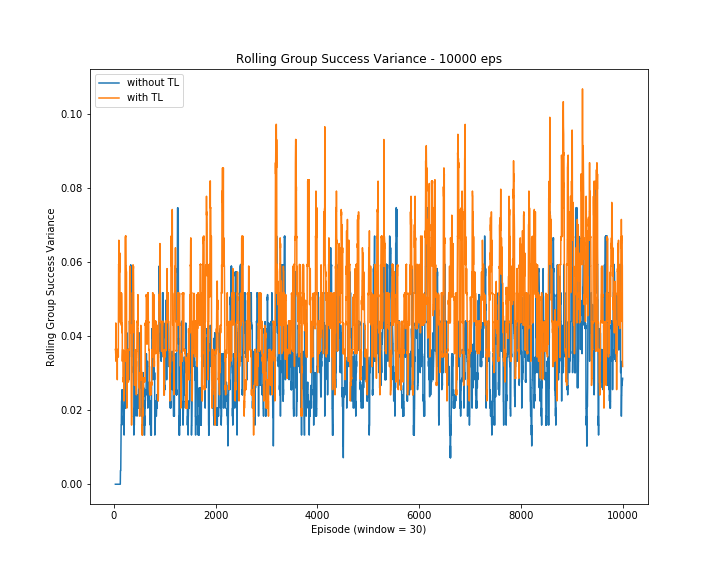 Rolling Group Success Variance - 10000 eps
without TL
with TL
Rolling Group Success Variance
0.10
0.08
0.06
0.04
0.02
0.00
0
2000
4000
6000
8000
10000
Episode (window = 30)